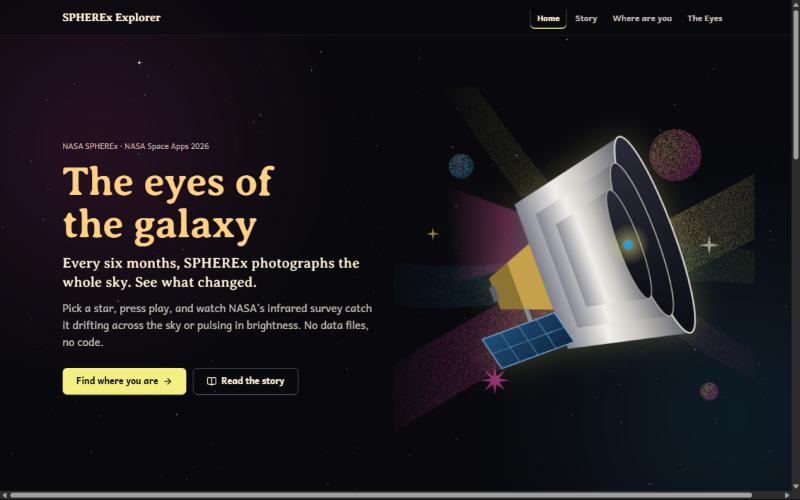 SPHEREx Explorer
Home
Story
Where are you
The Eyes
NASA SPHEREx · NASA Space Apps 2026
The eyes of
the galaxy
Every six months, SPHEREx photographs the
whole sky. See what changed.
Pick a star, press play, and watch NASA's infrared survey catch
it drifting across the sky or pulsing in brightness. No data files,
no code.
Find where you are →
Read the story